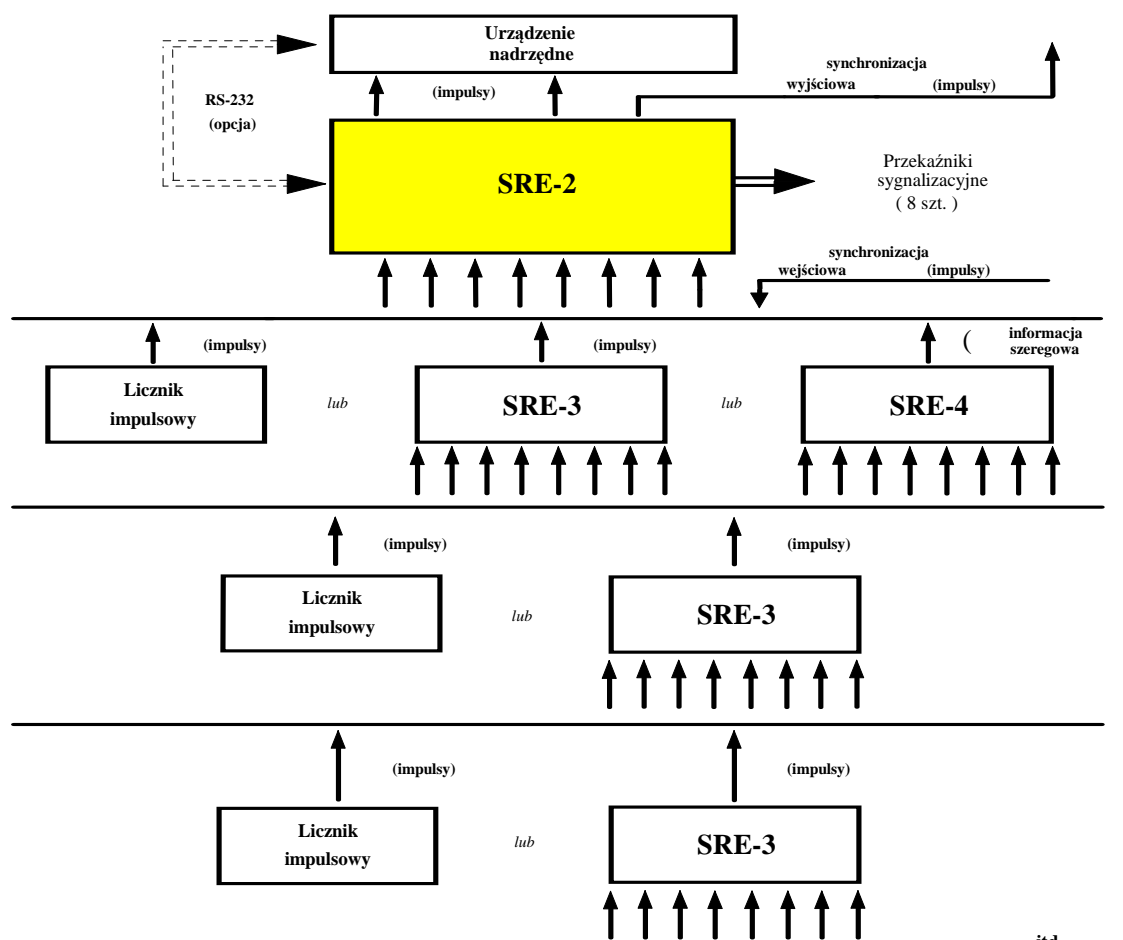 Urządzenie
nadrzędne
synchronizacja
wyjściowa (impulsy)
RS-232
(opcja)
(impulsy)
SRE-2
Przekaźniki
sygnalizacyjne
( 8 szt. )
synchronizacja
wejściowa (impulsy)
(impulsy)
(impulsy)
( informacja
szeregowa
Licznik
impulsowy
lub
SRE-3
lub
SRE-4
(impulsy)
(impulsy)
Licznik
impulsowy
lub
SRE-3
(impulsy)
(impulsy)
Licznik
impulsowy
lub
SRE-3